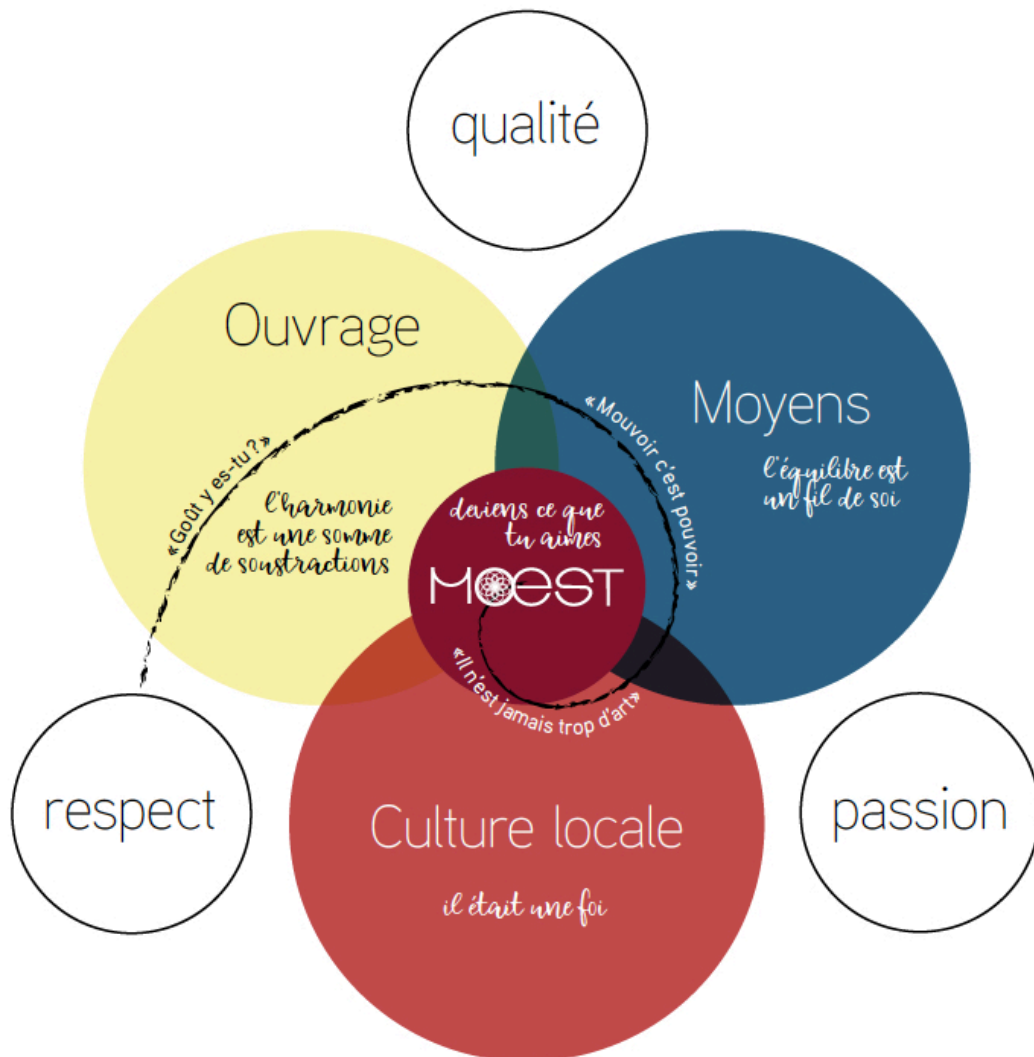 qualité
Ouvrage
Moyens
«Goût y es-tu?»
«Mouvoir c'est pouvoir»
l'équilibre est
un fil de soi
l'harmonie
est une somme
de soustractions
deviens ce que
tu aimes
MOEST
«Il n'est jamais trop d'art»
respect
passion
Culture locale
il était une foi